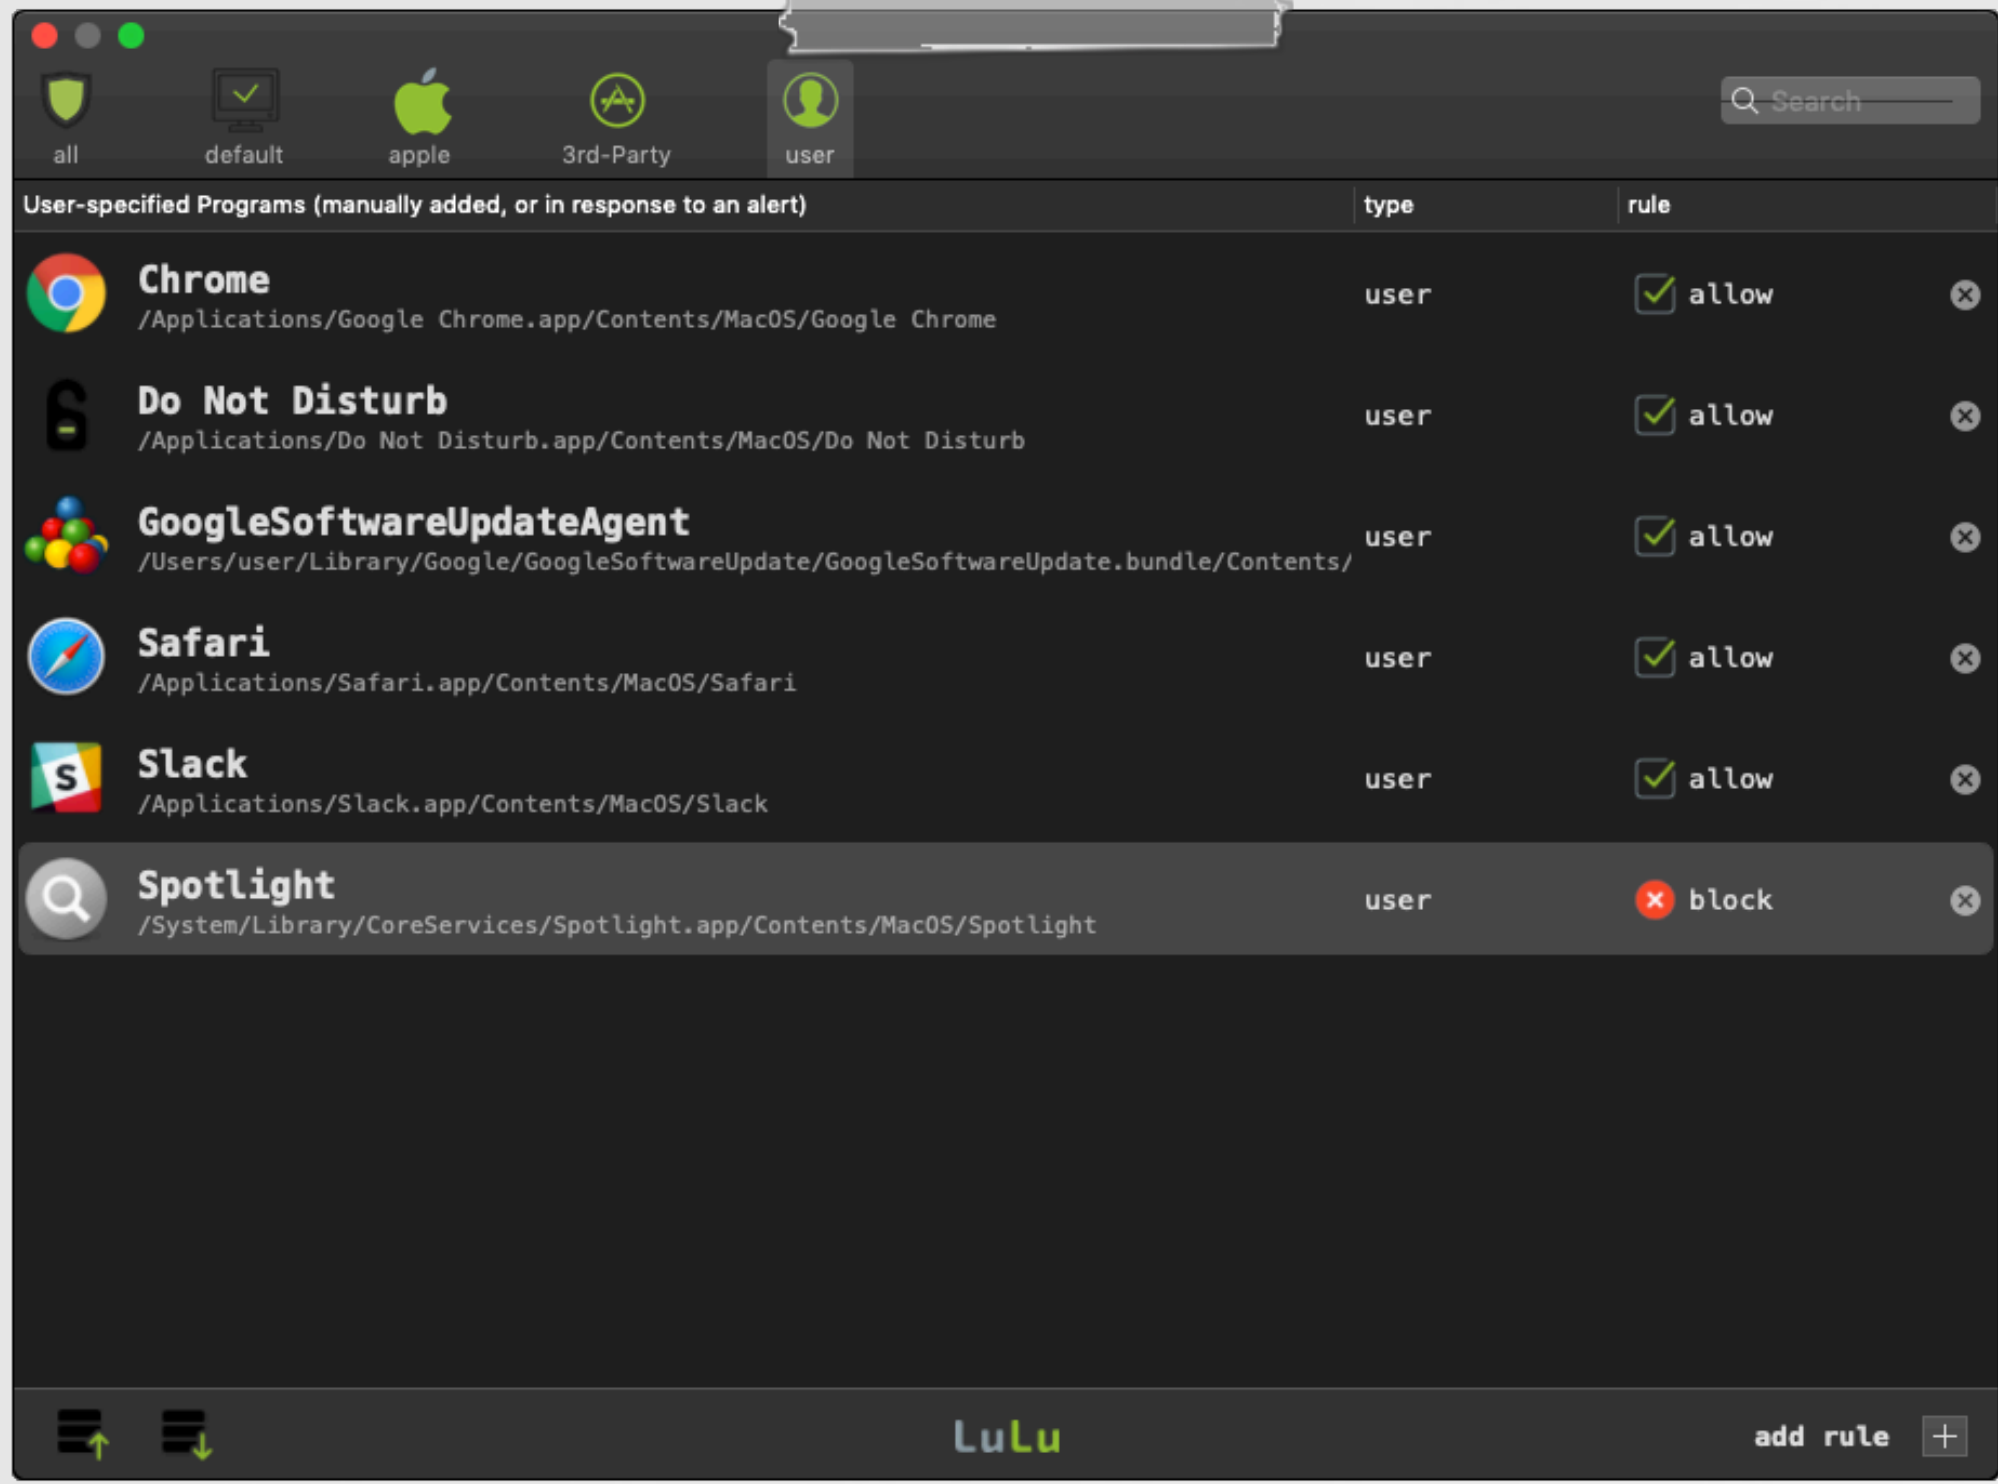 all
default
apple
3rd-Party
user
Search
User-specified Programs (manually added, or in response to an alert)
type
rule
Chrome
/Applications/Google Chrome.app/Contents/MacOS/Google Chrome
user
allow
Do Not Disturb
/Applications/Do Not Disturb.app/Contents/MacOS/Do Not Disturb
user
allow
GoogleSoftwareUpdateAgent
/Users/user/Library/Google/GoogleSoftwareUpdate/GoogleSoftwareUpdate.bundle/Contents/
user
allow
Safari
/Applications/Safari.app/Contents/MacOS/Safari
user
allow
S
Slack
/Applications/Slack.app/Contents/MacOS/Slack
user
allow
Spotlight
/System/Library/CoreServices/Spotlight.app/Contents/MacOS/Spotlight
user
block
LuLu
add rule